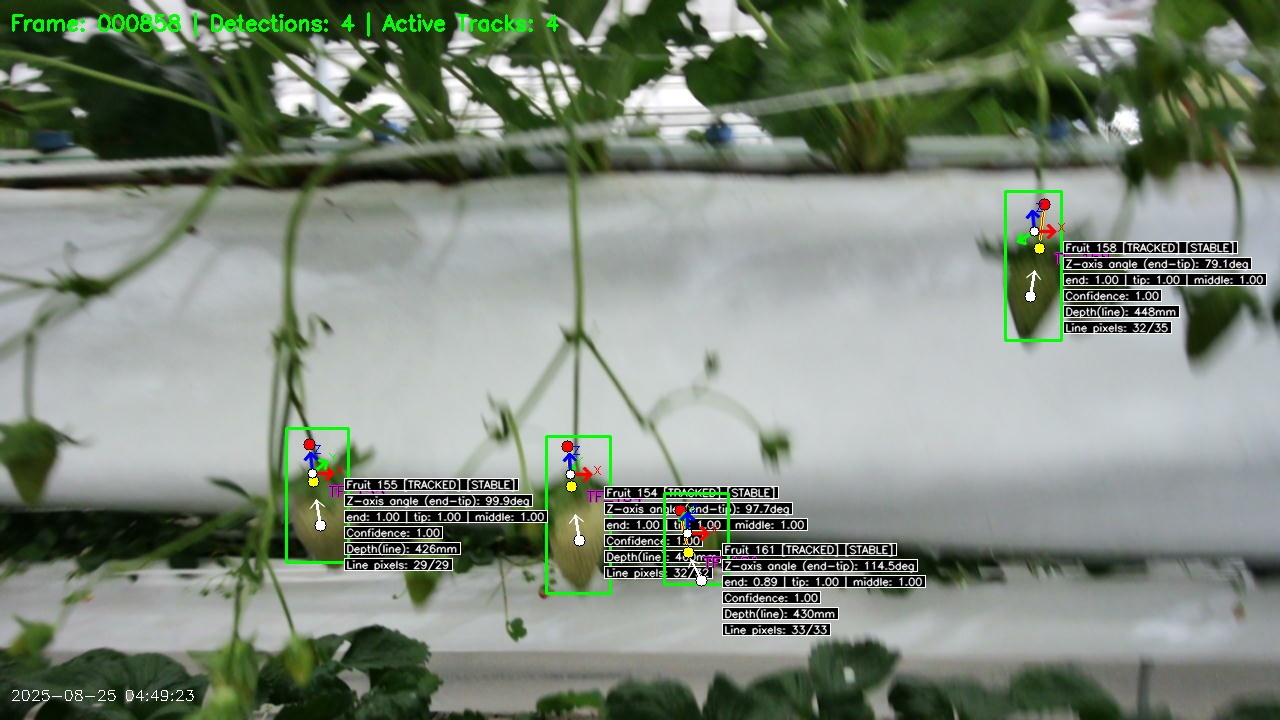 Frame: 000858 | Detections: 4 | Active Tracks: 4
Z
X
Fruit 158 [TRACKED] [STABLE]
Z-axis angle (end-tip): 79.1deg
end: 1.00 | tip: 1.00 | middle: 1.00
Confidence: 1.00
Depth(line): 448mm
Line pixels: 32/35
Z
Fruit 155 [TRACKED] [STABLE]
Z-axis angle (end-tip): 99.9deg
end: 1.00 | tip: 1.00 | middle: 1.00
Confidence: 1.00
Depth(line): 426mm
Line pixels: 29/29
Z
X
Fruit 154 [TRACKED] [STABLE]
Z-axis angle (end-tip): 97.7deg
end: 1.00 | tip: 1.00 | middle: 1.00
Confidence: 1.00
Line pixels:
Fruit 161 [TRACKED] [STABLE]
Z-axis angle (end-tip): 114.5deg
end: 0.89 | tip: 1.00 | middle: 1.00
Confidence: 1.00
Depth(line): 430mm
Line pixels: 33/33
2025-08-25 04:49:23